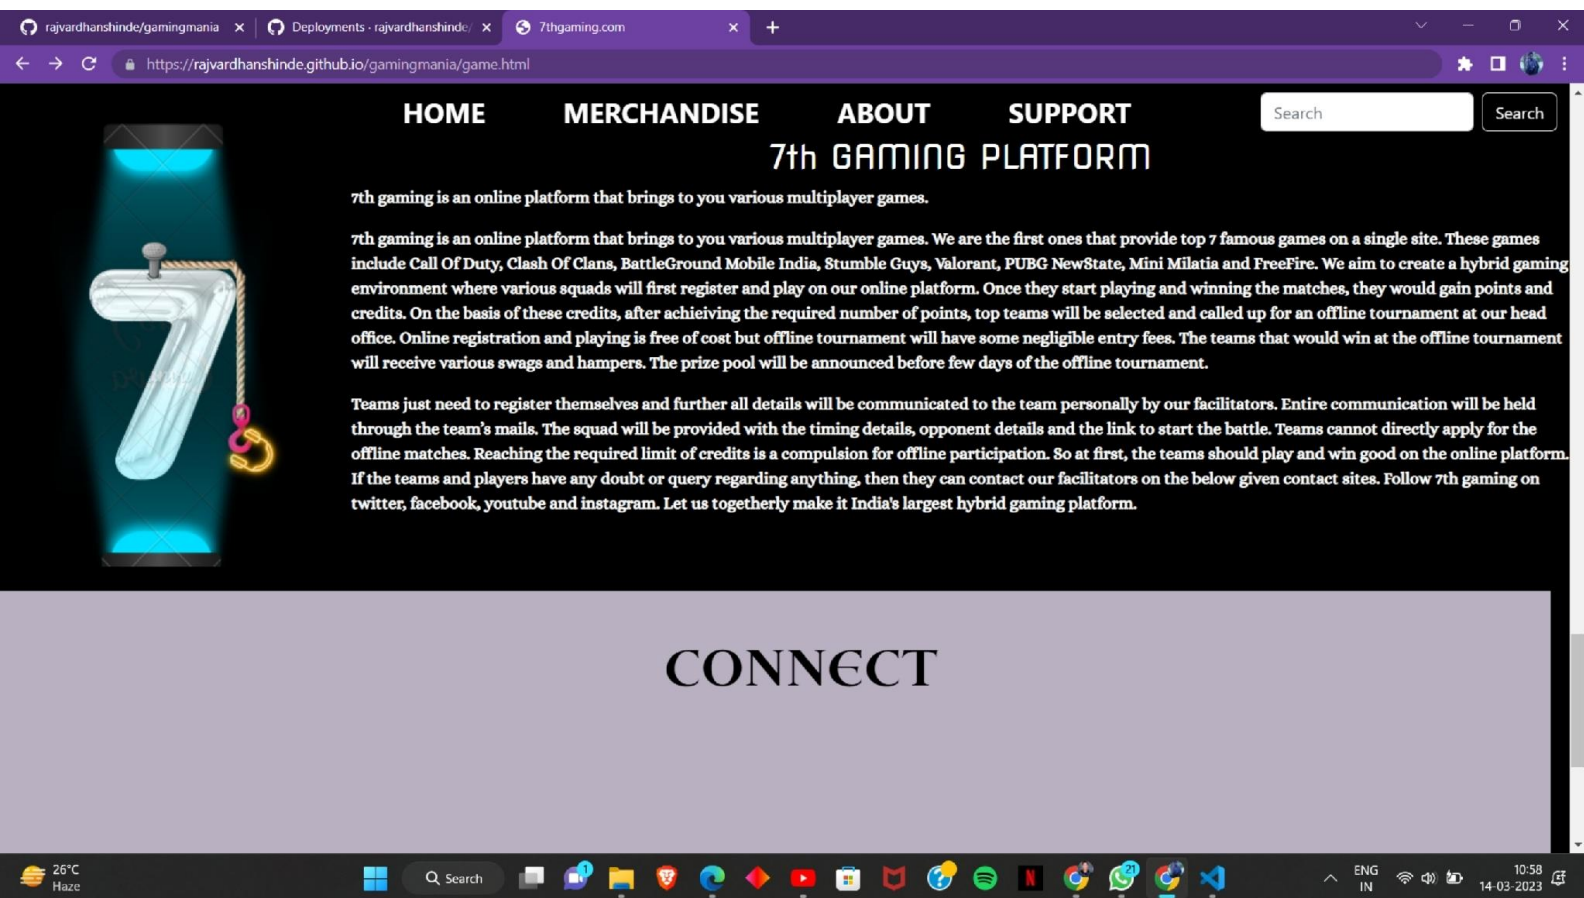 rajvardhanshinde/gamingmania
Deployments · rajvardhanshinde/
7thgaming.com
https://rajvardhanshinde.github.io/gamingmania/game.html
HOME MERCHANDISE ABOUT SUPPORT Search Search
7th GAMING PLATFORM
7th gaming is an online platform that brings to you various multiplayer games.
7th gaming is an online platform that brings to you various multiplayer games. We are the first ones that provide top 7 famous games on a single site. These games
include Call Of Duty, Clash Of Clans, BattleGround Mobile India, Stumble Guys, Valorant, PUBG NewState, Mini Milatia and FreeFire. We aim to create a hybrid gaming
environment where various squads will first register and play on our online platform. Once they start playing and winning the matches, they would gain points and
credits. On the basis of these credits, after achieiving the required number of points, top teams will be selected and called up for an offline tournament at our head
office. Online registration and playing is free of cost but offline tournament will have some negligible entry fees. The teams that would win at the offline tournament
will receive various swags and hampers. The prize pool will be announced before few days of the offline tournament.
Teams just need to register themselves and further all details will be communicated to the team personally by our facilitators. Entire communication will be held
through the team's mails. The squad will be provided with the timing details, opponent details and the link to start the battle. Teams cannot directly apply for the
offline matches. Reaching the required limit of credits is a compulsion for offline participation. So at first, the teams should play and win good on the online platform.
If the teams and players have any doubt or query regarding anything, then they can contact our facilitators on the below given contact sites. Follow 7th gaming on
twitter, facebook, youtube and instagram. Let us togetherly make it India's largest hybrid gaming platform.
7
CONNECT
26°C
Haze
Search
1
21
ENG
IN
10:58
14-03-2023